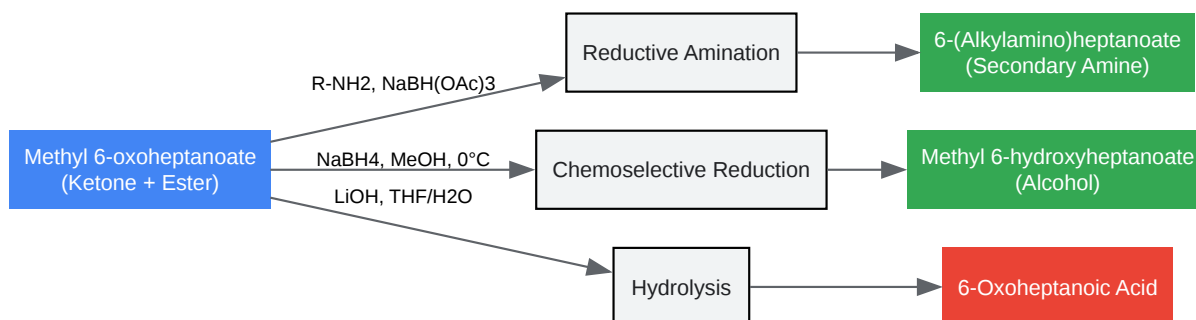 Methyl 6-oxoheptanoate
(Ketone + Ester)
R-NH2, NaBH(OAc)3
NaBH4, MeOH, 0°C
LiOH, THF/H2O
Reductive Amination
Chemoselective Reduction
Hydrolysis
6-(Alkylamino)heptanoate
(Secondary Amine)
Methyl 6-hydroxyheptanoate
(Alcohol)
6-Oxoheptanoic Acid